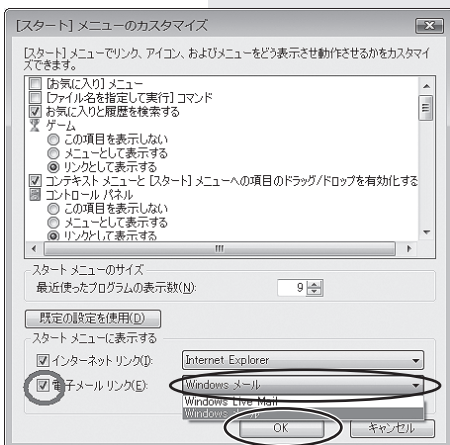 [スタート] メニューのカスタマイズ
[スタート] メニューでリンク、アイコン、およびメニューをどう表示させ動作させるかをカスタマイ
ズできます。
[お気に入り] メニュー
[ファイル名を指定して実行] コマンド
お気に入りと履歴を検索する
ゲーム
この項目を表示しない
メニューとして表示する
リンクとして表示する
コンテキスト メニューと [スタート] メニューへの項目のドラッグ/ドロップを有効化する
コントロール パネル
この項目を表示しない
メニューとして表示する
リンクとして表示する
スタート メニューのサイズ
最近使ったプログラムの表示数(N): 9
既定の設定を使用(D)
スタート メニューに表示する
インターネット リンク(I): Internet Explorer
電子メール リンク(E): Windows メール
Windows Live Mail
Windows メール
OK キャンセル